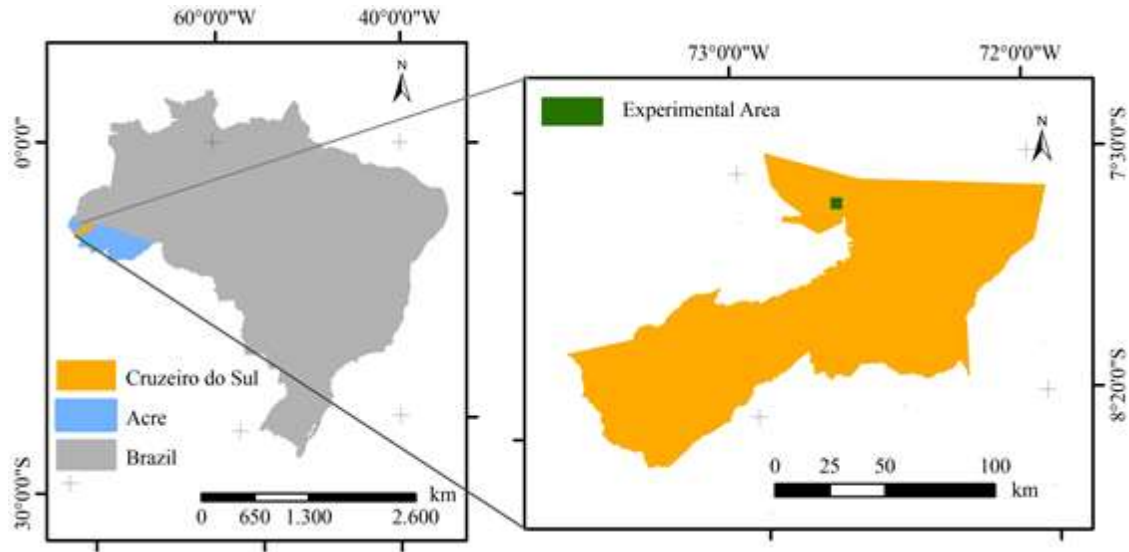 60°0'0"W
40°0'0"W
0°0'0"
30°0'0"S
N
Cruzeiro do Sul
Acre
Brazil
km
0 650 1.300 2.600
73°0'0"W
72°0'0"W
7°30'0"S
8°20'0"S
Experimental Area
N
0 25 50 100
km